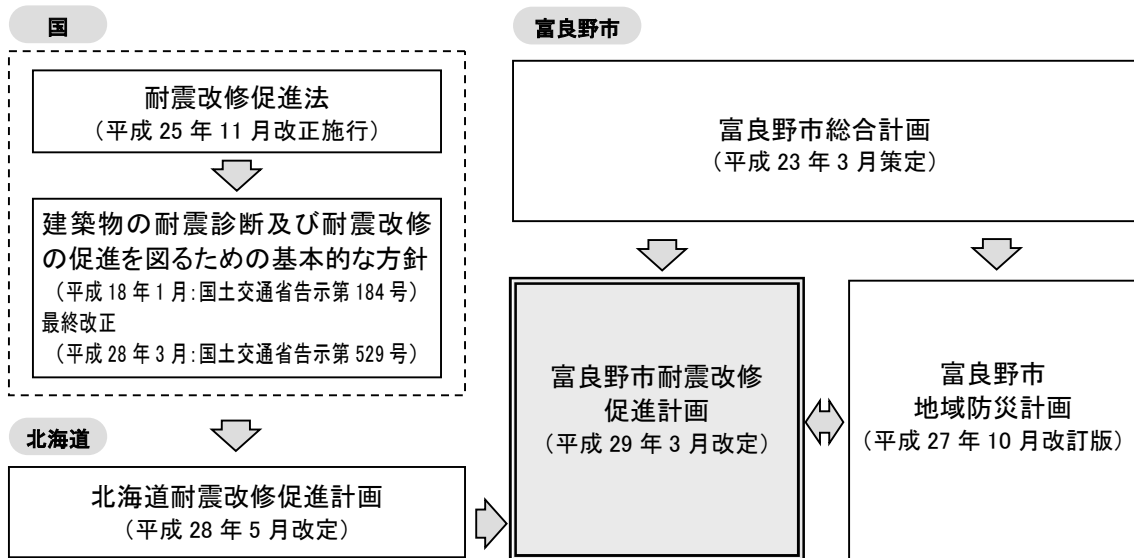 国
耐震改修促進法
（平成 25 年 11 月改正施行）
建築物の耐震診断及び耐震改修
の促進を図るための基本的な方針
（平成 18 年 1 月：国土交通省告示第 184 号）
最終改正
（平成 28 年 3 月：国土交通省告示第 529 号）
北海道
北海道耐震改修促進計画
（平成 28 年 5 月改定）
富良野市
富良野市総合計画
（平成 23 年 3 月策定）
富良野市耐震改修
促進計画
（平成 29 年 3 月改定）
富良野市
地域防災計画
（平成 27 年 10 月改訂版）